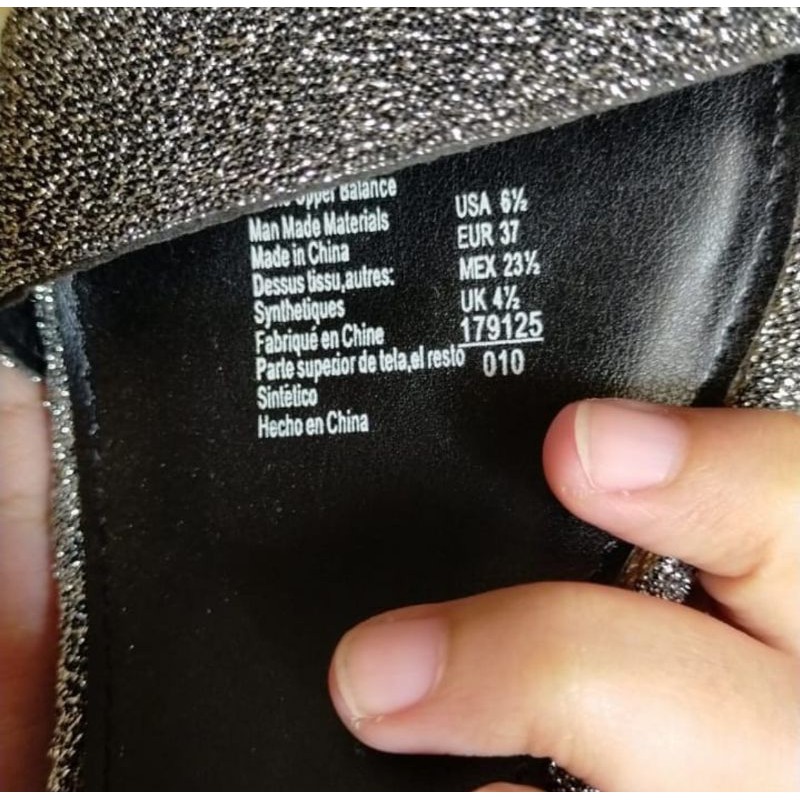 Upper Balance
Man Made Materials
Made in China
Dessus tissu,autres:
Synthetiques
Fabriqué en Chine
Parte superior de tela,el resto
Sintético
Hecho en China
USA 6½
EUR 37
MEX 23½
UK 4½
179125
010